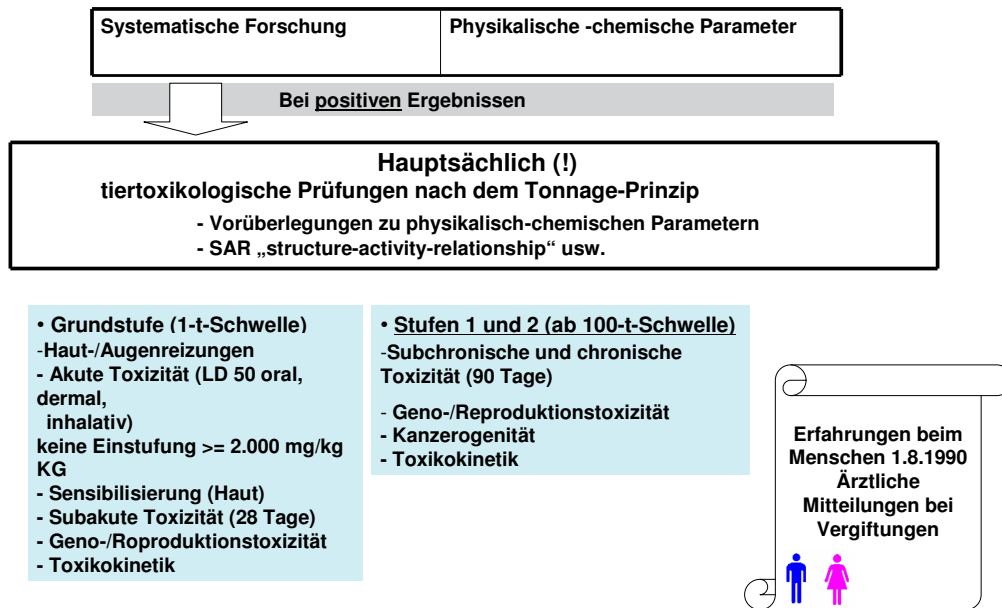 Systematische Forschung
Physikalische -chemische Parameter
Bei positiven Ergebnissen
Hauptsächlich (!)
tiertoxikologische Prüfungen nach dem Tonnage-Prinzip
- Vorüberlegungen zu physikalisch-chemischen Parametern
- SAR „structure-activity-relationship“ usw.
• Grundstufe (1-t-Schwelle)
-Haut-/Augenreizungen
- Akute Toxizität (LD 50 oral,
dermal,
inhalativ)
keine Einstufung >= 2.000 mg/kg
KG
- Sensibilisierung (Haut)
- Subakute Toxizität (28 Tage)
- Geno-/Roproduktionstoxizität
- Toxikokinetik
• Stufen 1 und 2 (ab 100-t-Schwelle)
-Subchronische und chronische
Toxizität (90 Tage)
- Geno-/Reproduktionstoxizität
- Kanzerogenität
- Toxikokinetik
Erfahrungen beim
Menschen 1.8.1990
Ärztliche
Mitteilungen bei
Vergiftungen